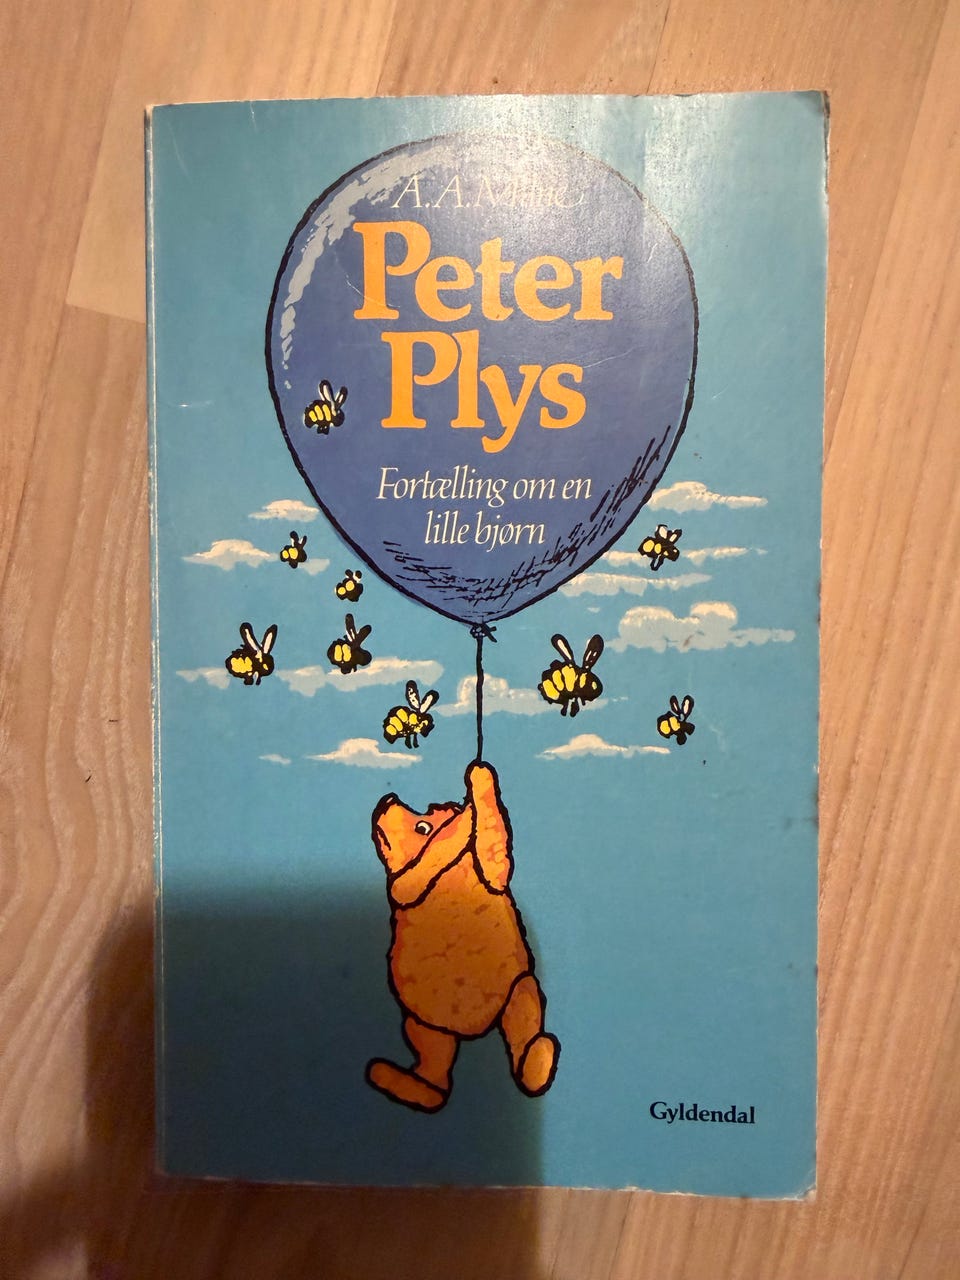 A. A. Milne
Peter
Plys
Fortælling om en
lille bjørn
Gyldendal